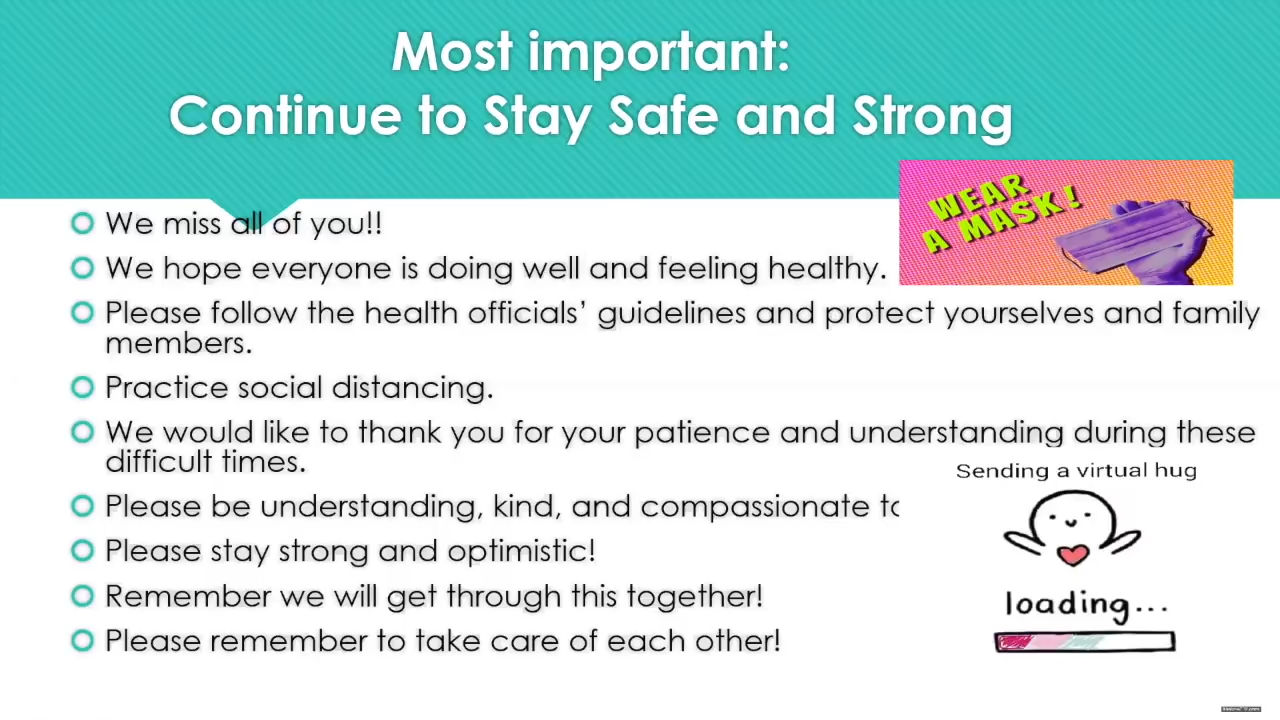 Most important:
Continue to Stay Safe and Strong
WEAR
A MASK!
We miss all of you!!
We hope everyone is doing well and feeling healthy.
Please follow the health officials’ guidelines and protect yourselves and family
members.
Practice social distancing.
We would like to thank you for your patience and understanding during these
difficult times.
Please be understanding, kind, and compassionate
Please stay strong and optimistic!
Remember we will get through this together!
Please remember to take care of each other!
Sending a virtual hug
loading...